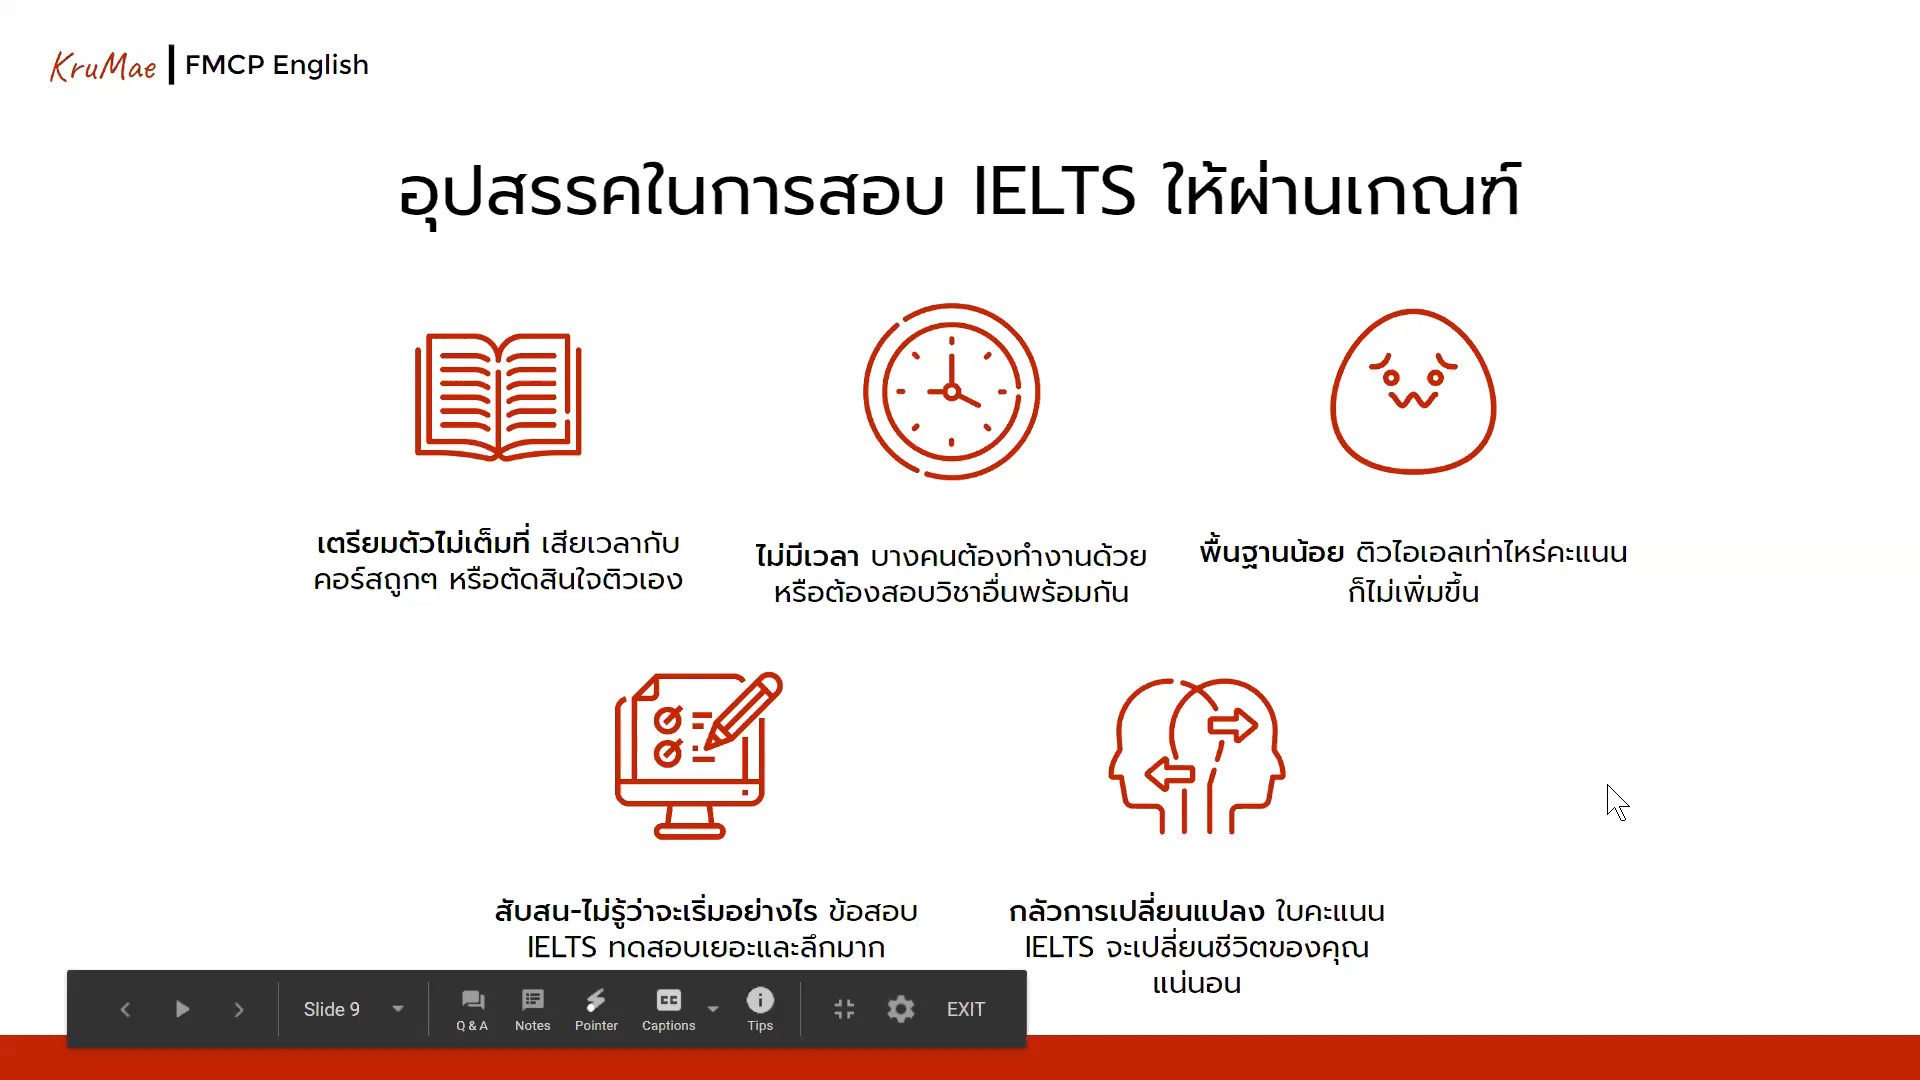 KruMae | FMCP English
อุปสรรคในการสอบ IELTS ให้ผ่านเกณฑ์
เตรียมตัวไม่เต็มที่ เสียเวลากับ
คอร์สถูกๆ หรือตัดสินใจติวเอง
ไม่มีเวลา บางคนต้องทำงานด้วย
หรือต้องสอบวิชาอื่นพร้อมกัน
พื้นฐานน้อย ติวไอเอลเท่าไหร่คะแนน
ก็ไม่เพิ่มขึ้น
สับสน-ไม่รู้ว่าจะเริ่มอย่างไร ข้อสอบ
IELTS ทดสอบเยอะและลึกมาก
กลัวการเปลี่ยนแปลง ใบคะแนน
IELTS จะเปลี่ยนชีวิตของคุณ
แน่นอน
Slide 9
Q & A
Notes
Pointer
CC
Captions
Tips
EXIT